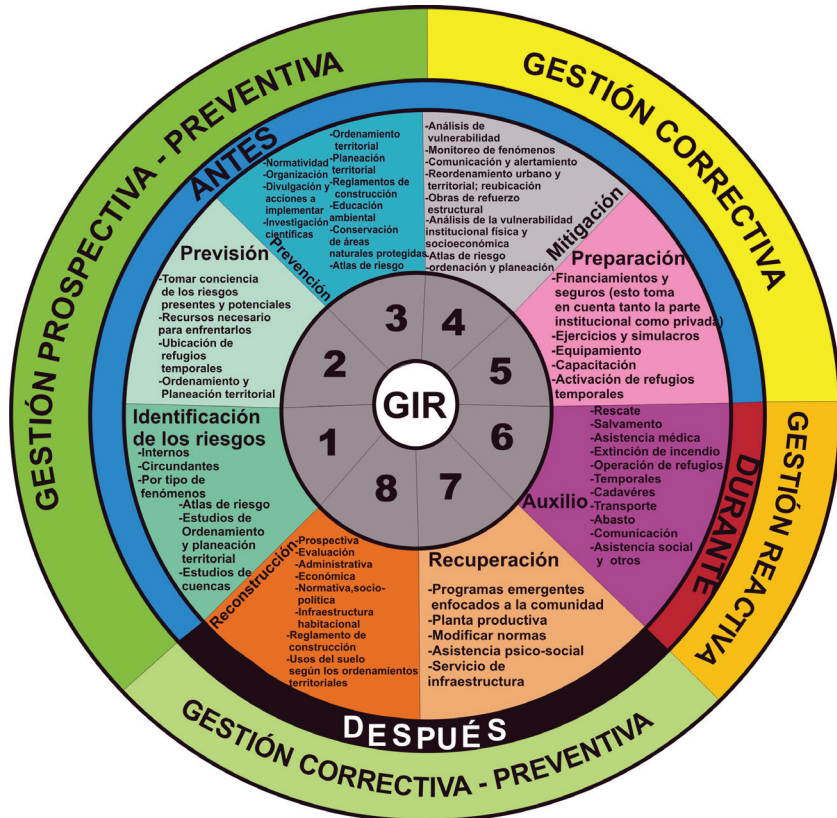 GESTIÓN PROSPECTIVA - PREVENTIVA
GESTIÓN CORRECTIVA
GESTIÓN REACTIVA
GESTIÓN CORRECTIVA - PREVENTIVA
ANTES
DURANTE
DESPUÉS
GIR
1
Identificación
de los riesgos
-Internos
-Circundantes
-Por tipo de
fenómenos
-Atlas de riesgo
-Estudios de
Ordenamiento
y planeación
territorial
-Estudios de
cuencas
2
Previsión
-Tomar conciencia
de los riesgos
presentes y potenciales
-Recursos necesario
para enfrentarlos
-Ubicación de
refugios
temporales
-Ordenamiento y
Planeación territorial
3
Prevención
-Normatividad
-Organización
-Divulgación y
acciones a
implementar
-Investigación
científicas
-Ordenamiento
territorial
-Planeación
territorial
-Reglamentos de
construcción
-Educación
ambiental
-Conservación
de áreas
naturales protegidas
-Atlas de riesgo
4
Mitigación
-Análisis de
vulnerabilidad
-Monitoreo de fenómenos
-Comunicación y alertamiento
-Reordenamiento urbano y
territorial; reubicación
-Obras de refuerzo
estructural
-Análisis de la vulnerabilidad
institucional física y
socioeconómica
-Atlas de riesgo
-ordenación y planeación
5
Preparación
-Financiamientos y
seguros (esto toma
en cuenta tanto la parte
institucional como privada)
-Ejercicios y simulacros
-Equipamiento
-Capacitación
-Activación de refugios
temporales
6
Auxilio
-Rescate
-Salvamento
-Asistencia médica
-Extinción de incendio
-Operación de refugios
-Temporales
-Cadavéres
-Transporte
-Abasto
-Comunicación
-Asistencia social
y otros
7
Recuperación
-Programas emergentes
enfocados a la comunidad
-Planta productiva
-Modificar normas
-Asistencia psico-social
-Servicio de
infraestructura
8
Reconstrucción
-Prospectiva
-Evaluación
-Administrativa
-Económica
-Normativa,socio-
política
-Infraestructura
habitacional
-Reglamento de
construcción
-Usos del suelo
según los ordenamientos
territoriales